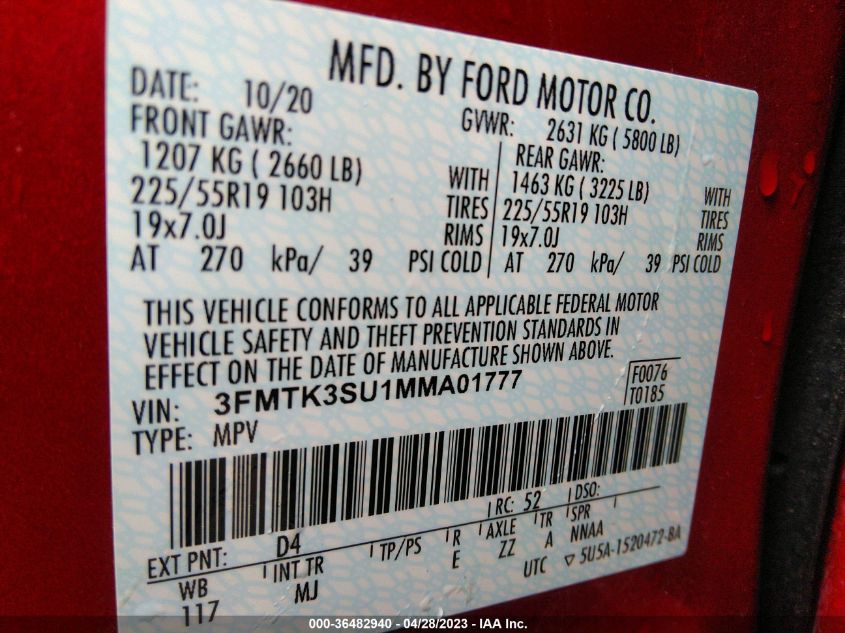 MFD. BY FORD MOTOR CO.
DATE: 10/20 GVWR: 2631 KG ( 5800 LB)
FRONT GAWR: REAR GAWR:
1207 KG ( 2660 LB) WITH 1463 KG ( 3225 LB) WITH
225/55R19 103H TIRES 225/55R19 103H TIRES
19x7.0J RIMS 19x7.0J RIMS
AT 270 kPa/ 39 PSI COLD AT 270 kPa/ 39 PSI COLD
THIS VEHICLE CONFORMS TO ALL APPLICABLE FEDERAL MOTOR
VEHICLE SAFETY AND THEFT PREVENTION STANDARDS IN
EFFECT ON THE DATE OF MANUFACTURE SHOWN ABOVE.
VIN: 3FMTK3SU1MMA01777 F0076
TYPE: MPV T0185
EXT PNT: D4 RC: 52 DSO:
WB INT TR TP/PS R AXLE TR SPR
117 MJ E ZZ A NNAA
UTC ▽ 5U5A-1520472-BA
000-36482940 - 04/28/2023 - IAA Inc.